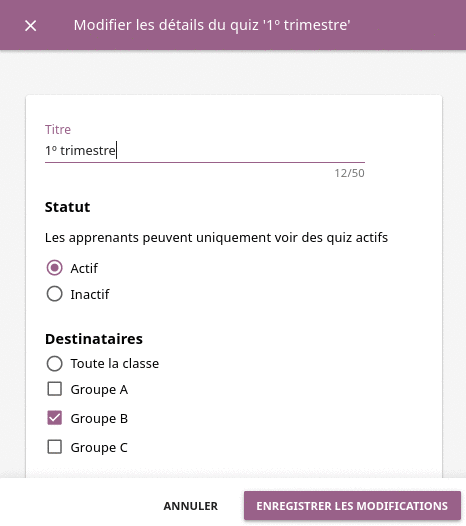 Modifier les détails du quiz '1º trimestre'
Titre
1º trimestre
12/50
Statut
Les apprenants peuvent uniquement voir des quiz actifs
Actif
Inactif
Destinataires
Toute la classe
Groupe A
Groupe B
Groupe C
ANNULER
ENREGISTRER LES MODIFICATIONS